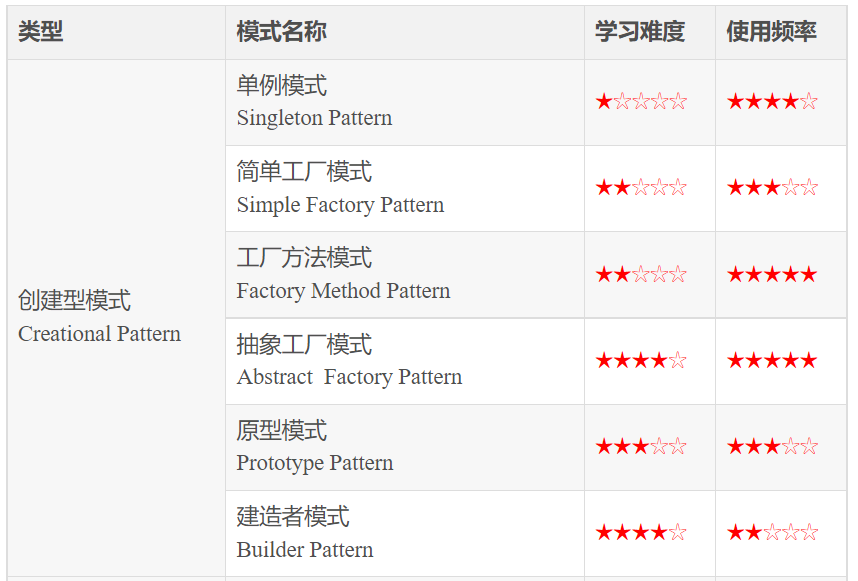 类型 模式名称 学习难度 使用频率
单例模式
Singleton Pattern
★☆☆☆☆ ★★★★☆
简单工厂模式
Simple Factory Pattern
★★☆☆☆ ★★★☆☆
工厂方法模式
Factory Method Pattern
★★☆☆☆ ★★★★★
创建型模式
Creational Pattern
抽象工厂模式
Abstract  Factory Pattern
★★★★☆ ★★★★★
原型模式
Prototype Pattern
★★★☆☆ ★★★☆☆
建造者模式
Builder Pattern
★★★★☆ ★★☆☆☆